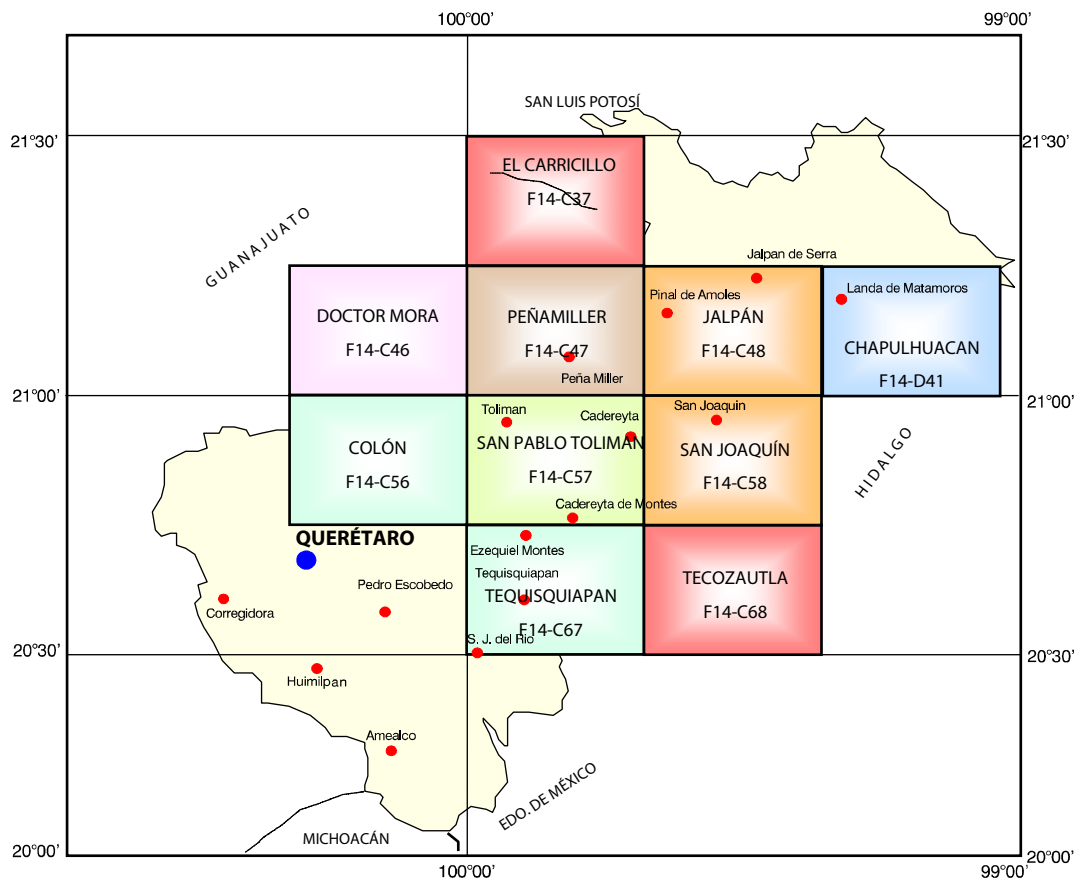 100°00'
99°00'
SAN LUIS POTOSÍ
21°30'
21°30'
EL CARRICILLO
F14-C37
GUANAJUATO
Jalpan de Serra
Pinal de Amoles
Landa de Matamoros
DOCTOR MORA
F14-C46
PEÑAMILLER
F14-C47
Peña Miller
JALPÁN
F14-C48
CHAPULHUACAN
F14-D41
21°00'
21°00'
Toliman
Cadereyta
San Joaquin
COLÓN
F14-C56
SAN PABLO TOLIMAN
F14-C57
SAN JOAQUÍN
F14-C58
HIDALGO
Cadereyta de Montes
QUERÉTARO
Ezequiel Montes
Tequisquiapan
TEQUISQUIAPAN
F14-C67
TECOZAUTLA
F14-C68
Pedro Escobedo
Corregidora
S. J. del Rio
20°30'
20°30'
Huimilpan
Amealco
EDO. DE MÉXICO
MICHOACÁN
20°00'
20°00'
100°00'
99°00'